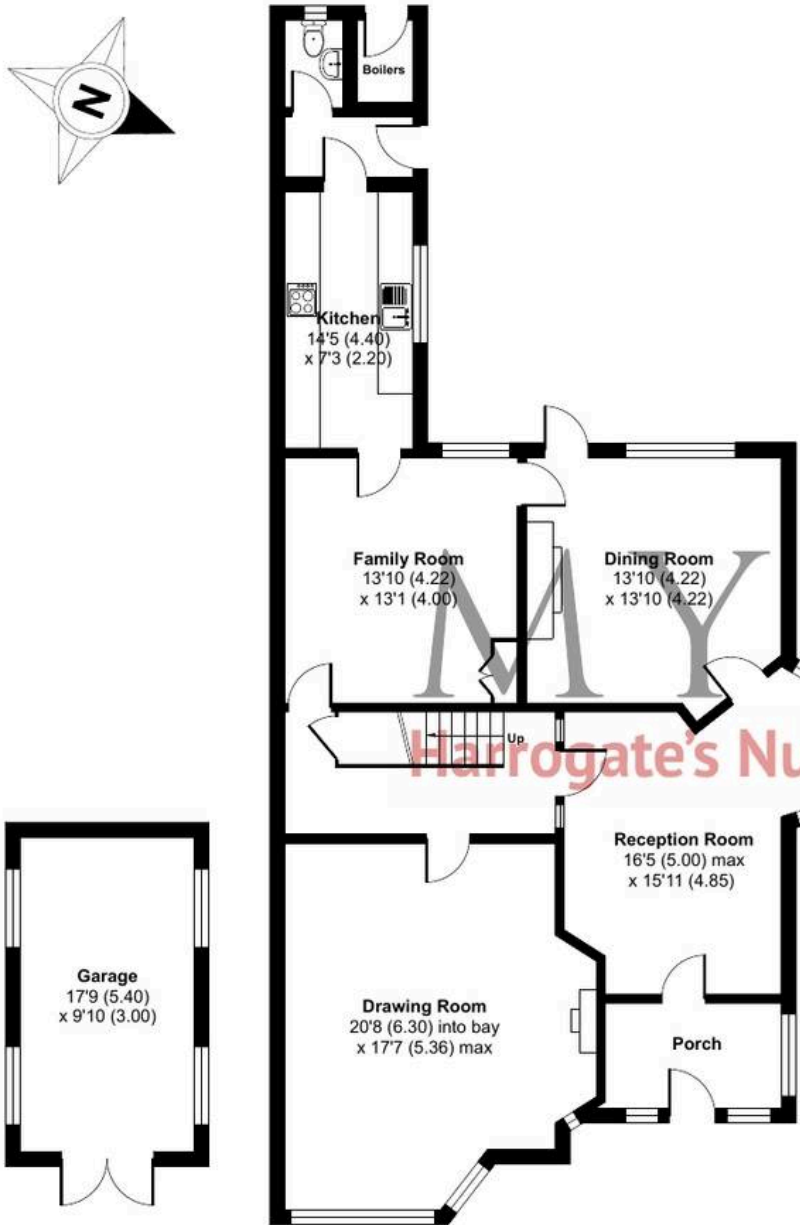 N
Boilers
Kitchen
14'5 (4.40)
x 7'3 (2.20)
Family Room
13'10 (4.22)
x 13'1 (4.00)
Dining Room
13'10 (4.22)
x 13'10 (4.22)
MY
Up
Harrogate's
Reception Room
16'5 (5.00) max
x 15'11 (4.85)
Garage
17'9 (5.40)
x 9'10 (3.00)
Drawing Room
20'8 (6.30) into bay
x 17'7 (5.36) max
Porch